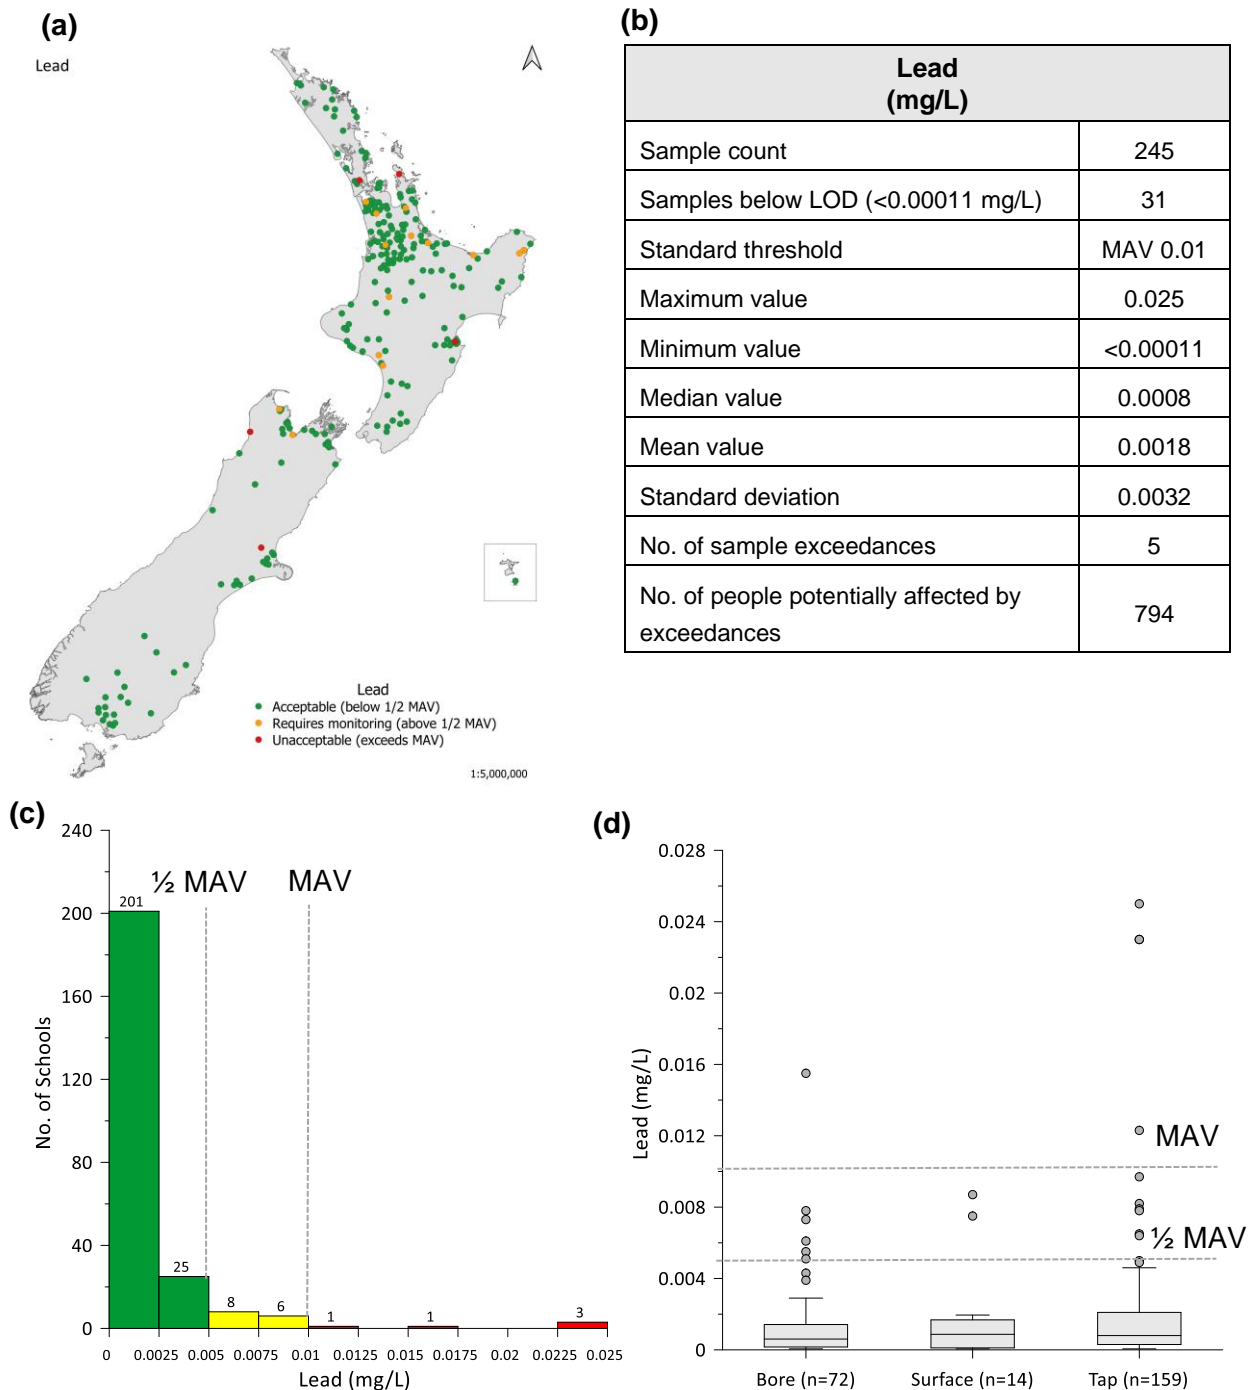 (a)
Lead
Lead
Acceptable (below 1/2 MAV)
Requires monitoring (above 1/2 MAV)
Unacceptable (exceeds MAV)
1:5,000,000
(b)
Lead
(mg/L)
Sample count 245
Samples below LOD (<0.00011 mg/L) 31
Standard threshold MAV 0.01
Maximum value 0.025
Minimum value <0.00011
Median value 0.0008
Mean value 0.0018
Standard deviation 0.0032
No. of sample exceedances 5
No. of people potentially affected by
exceedances 794
(c)
240
200
160
120
80
40
0
No. of Schools
½ MAV MAV
201
25
8
6
1
1
3
0 0.0025 0.005 0.0075 0.01 0.0125 0.015 0.0175 0.02 0.0225 0.025
Lead (mg/L)
(d)
0.028
0.024
0.02
0.016
0.012
0.008
0.004
0
Lead (mg/L)
MAV
½ MAV
Bore (n=72) Surface (n=14) Tap (n=159)